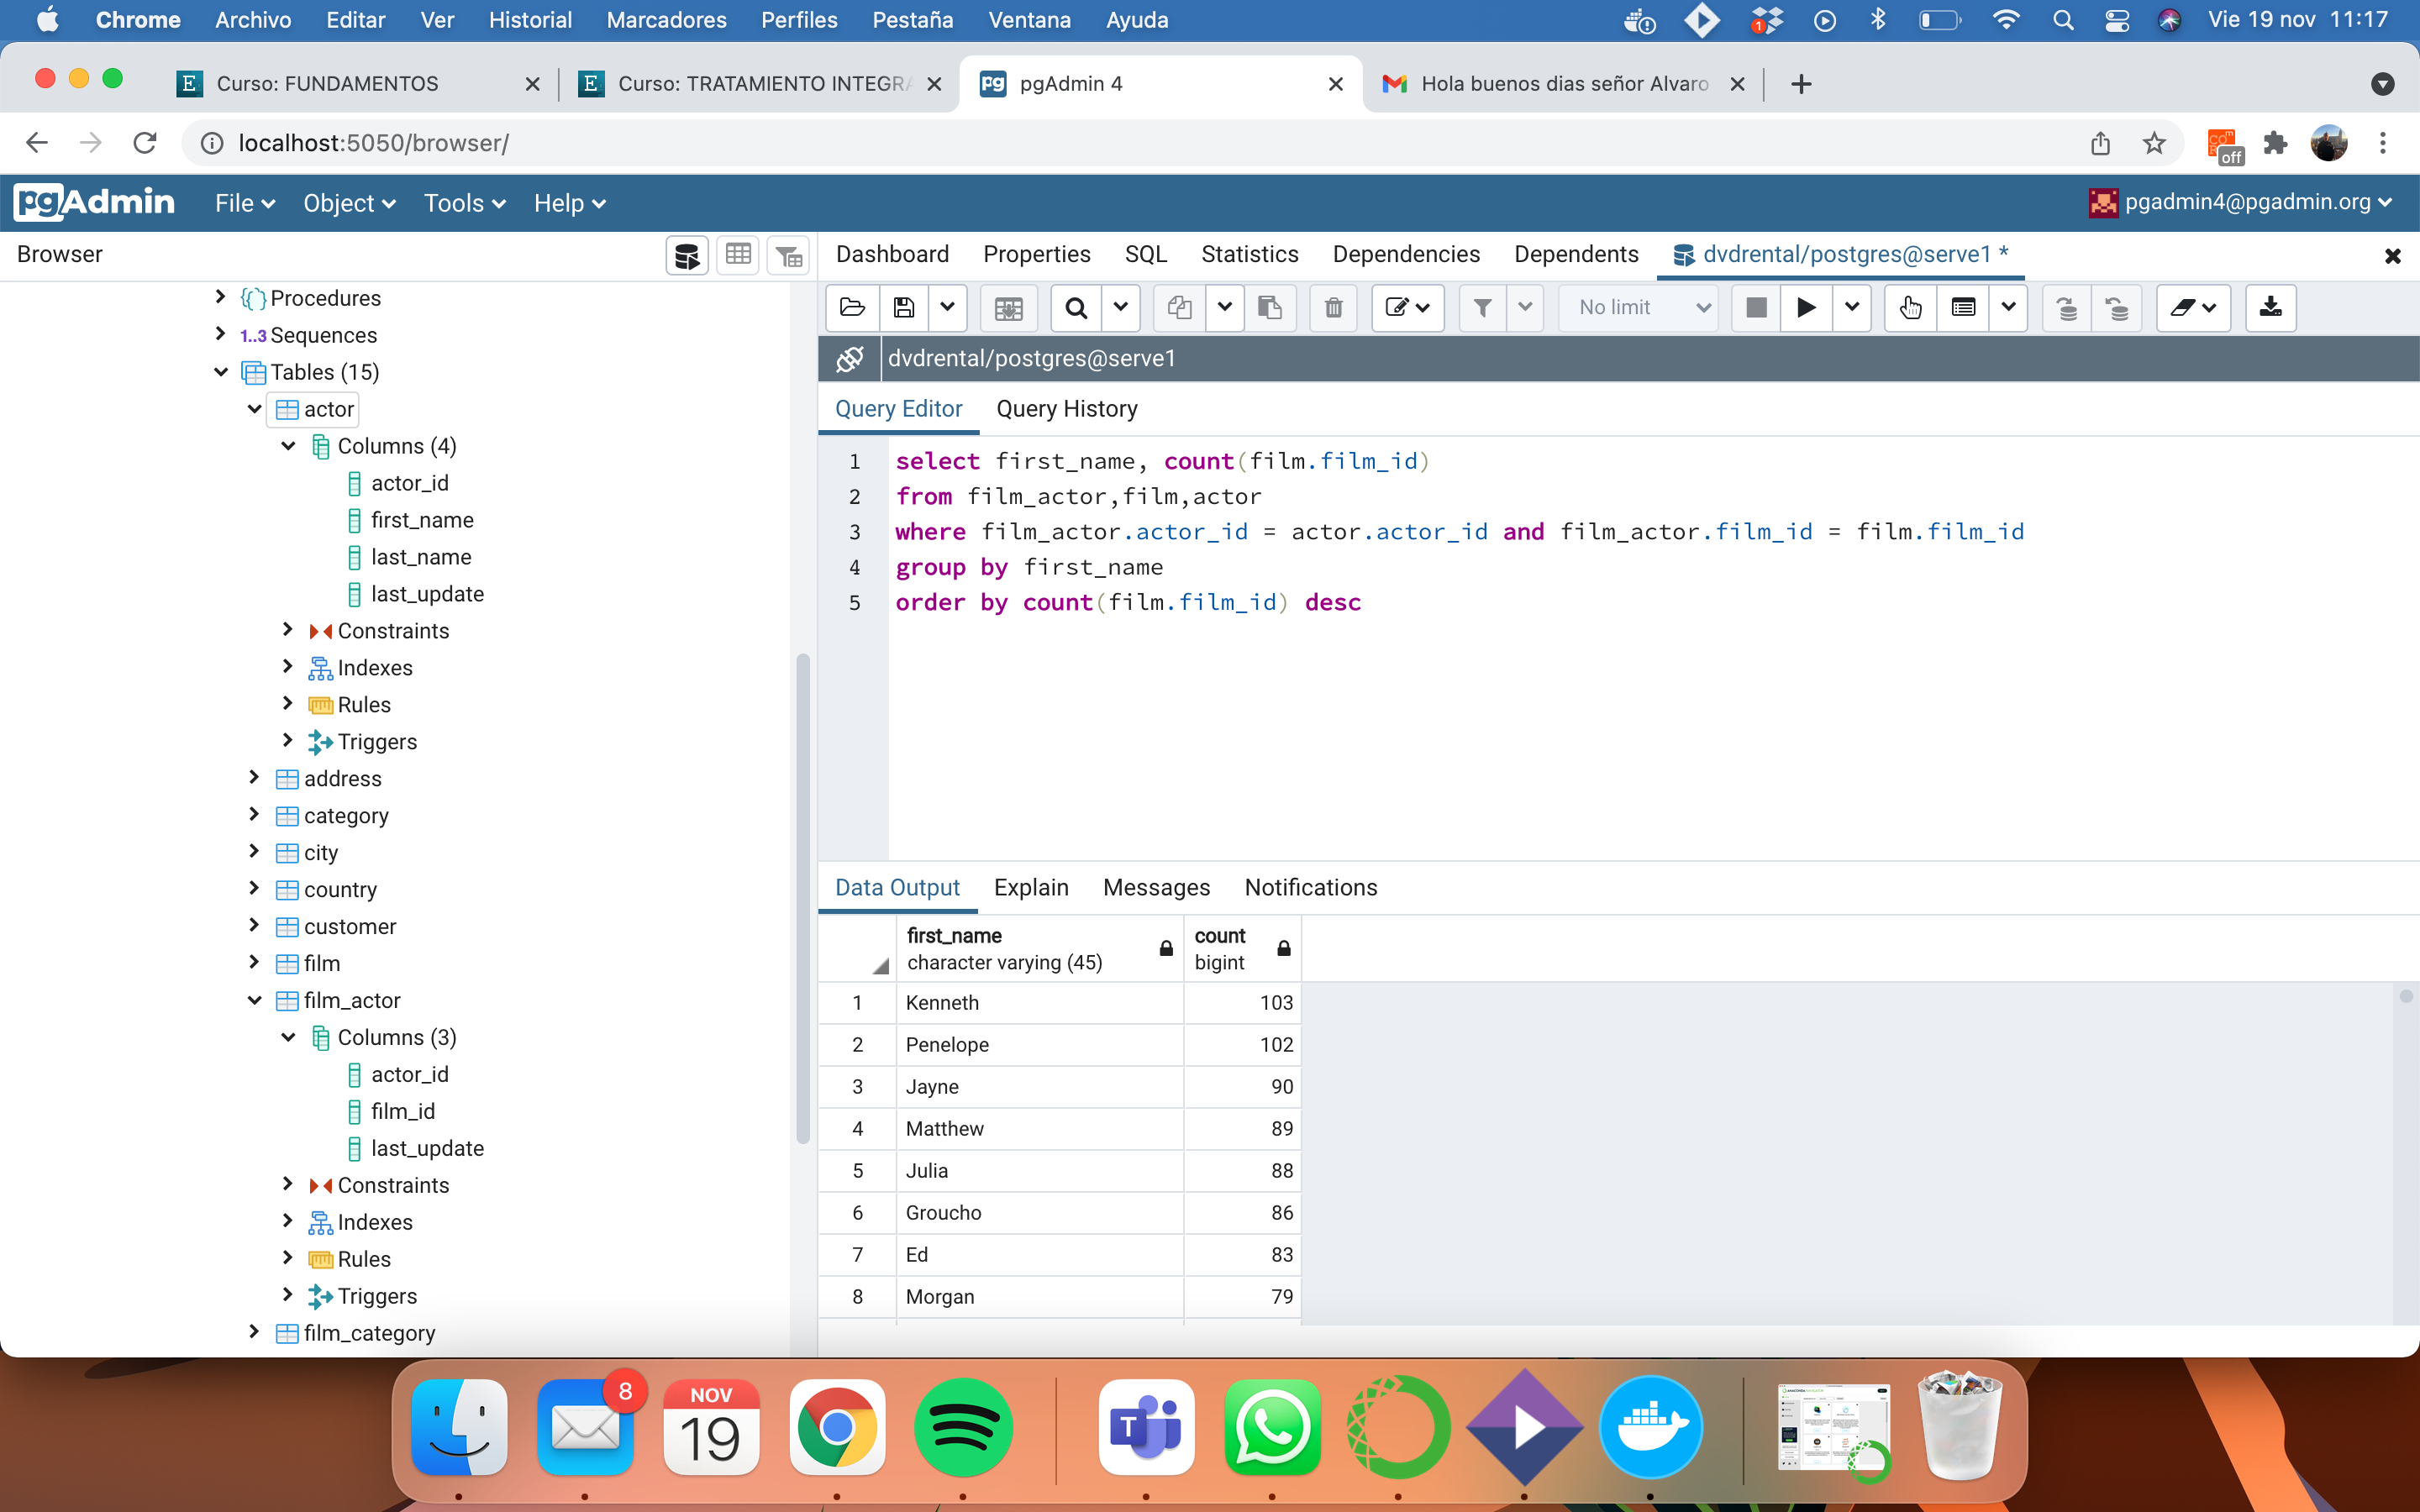 Chrome Archivo Editar Ver Historial Marcadores Perfiles Pestaña Ventana Ayuda
1
Vie 19 nov 11:17
Curso: FUNDAMENTOS
Curso: TRATAMIENTO INTEGRA
pgAdmin 4
Hola buenos dias señor Alvaro
localhost:5050/browser/
off
pgAdmin File Object Tools Help
pgadmin4@pgadmin.org
Browser
Dashboard Properties SQL Statistics Dependencies Dependents dvdrental/postgres@serve1 *
Procedures
1..3 Sequences
Tables (15)
actor
Columns (4)
actor_id
first_name
last_name
last_update
Constraints
Indexes
Rules
Triggers
address
category
city
country
customer
film
film_actor
Columns (3)
actor_id
film_id
last_update
Constraints
Indexes
Rules
Triggers
film_category
No limit
dvdrental/postgres@serve1
Query Editor Query History
1 select first_name, count(film.film_id)
2 from film_actor,film,actor
3 where film_actor.actor_id = actor.actor_id and film_actor.film_id = film.film_id
4 group by first_name
5 order by count(film.film_id) desc
Data Output Explain Messages Notifications
first_name count
character varying (45) bigint
1 Kenneth 103
2 Penelope 102
3 Jayne 90
4 Matthew 89
5 Julia 88
6 Groucho 86
7 Ed 83
8 Morgan 79
8
NOV
19
T